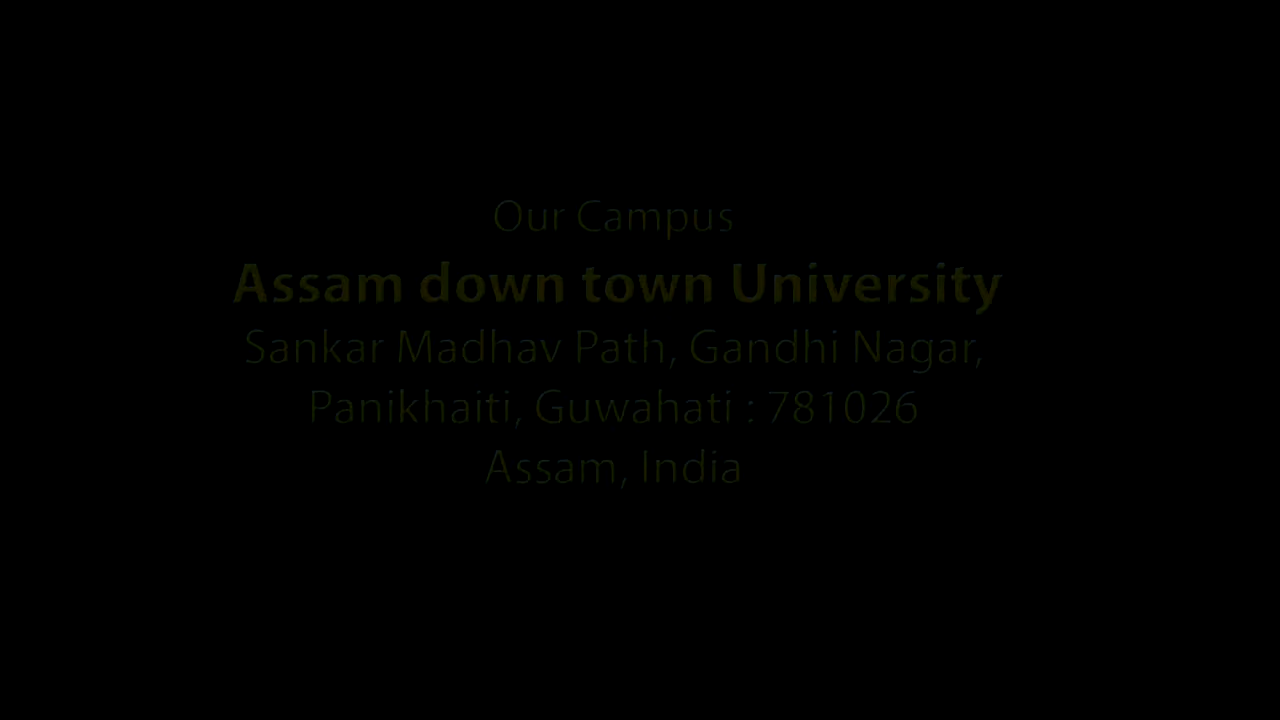 Our Campus
Assam down town University
Sankar Madhav Path, Gandhi Nagar,
Panikhaiti, Guwahati : 781026
Assam, India